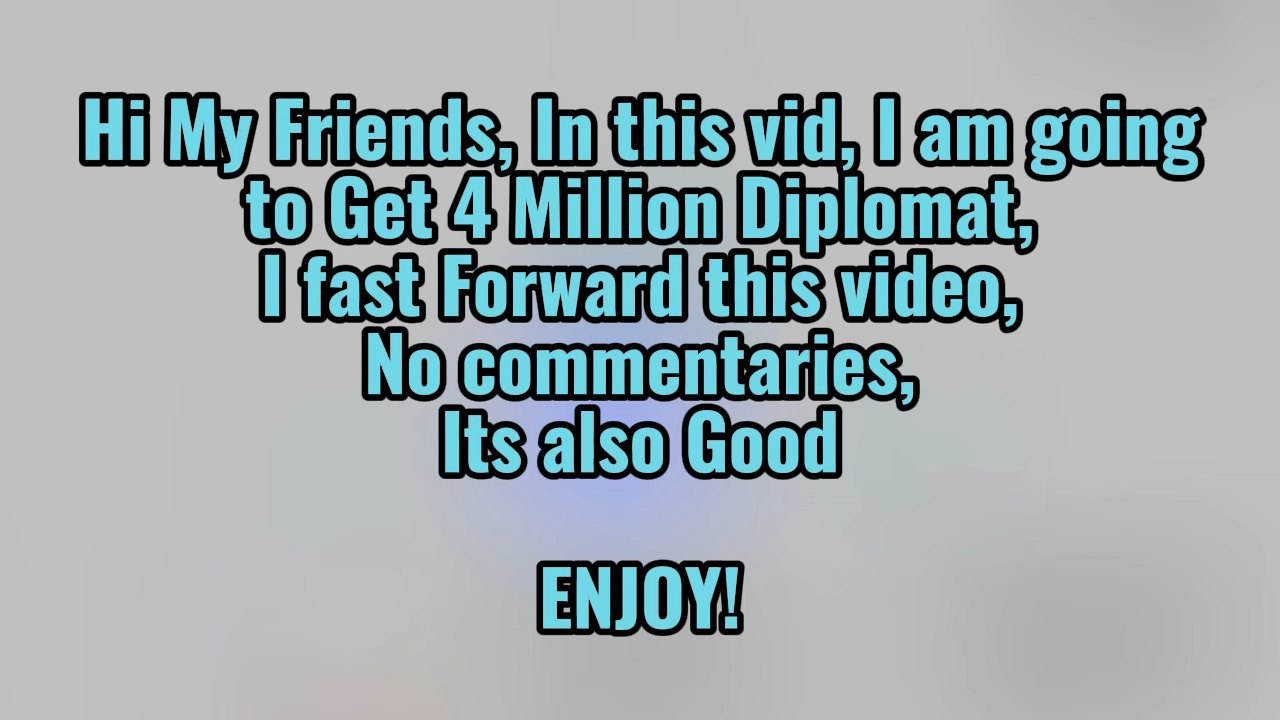 Hi My Friends, In this vid, I am going
to Get 4 Million Diplomat,
I fast Forward this video,
No commentaries,
Its also Good
ENJOY!